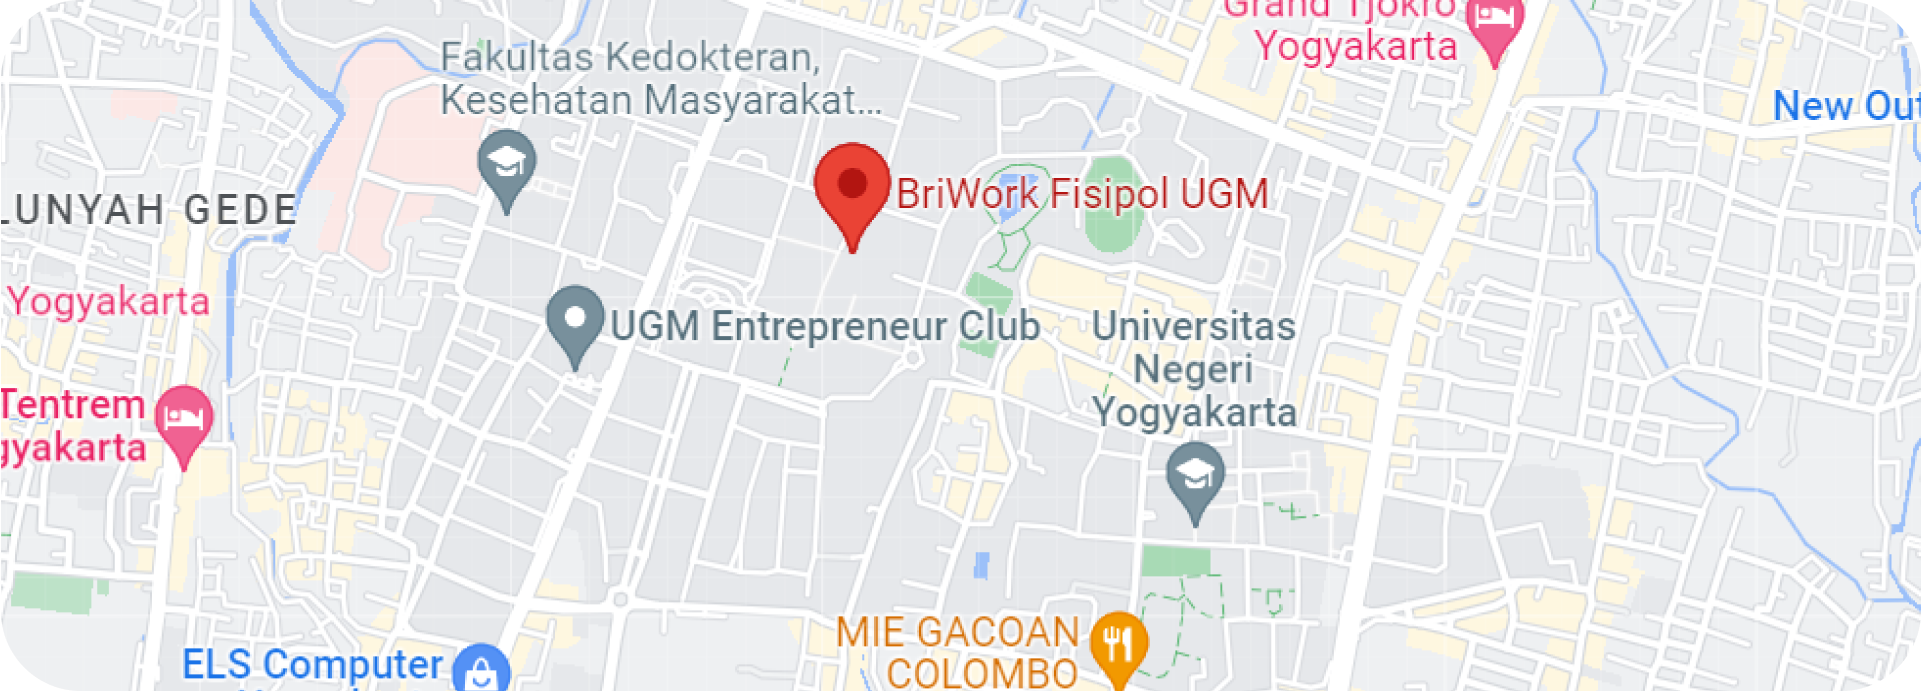 Grand Tjokro
Yogyakarta
Fakultas Kedokteran,
Kesehatan Masyarakat...
New Out
BriWork Fisipol UGM
LUNYAH GEDE
Yogyakarta
UGM Entrepreneur Club
Universitas
Negeri
Yogyakarta
Tentrem
gyakarta
MIE GACOAN
COLOMBO
ELS Computer